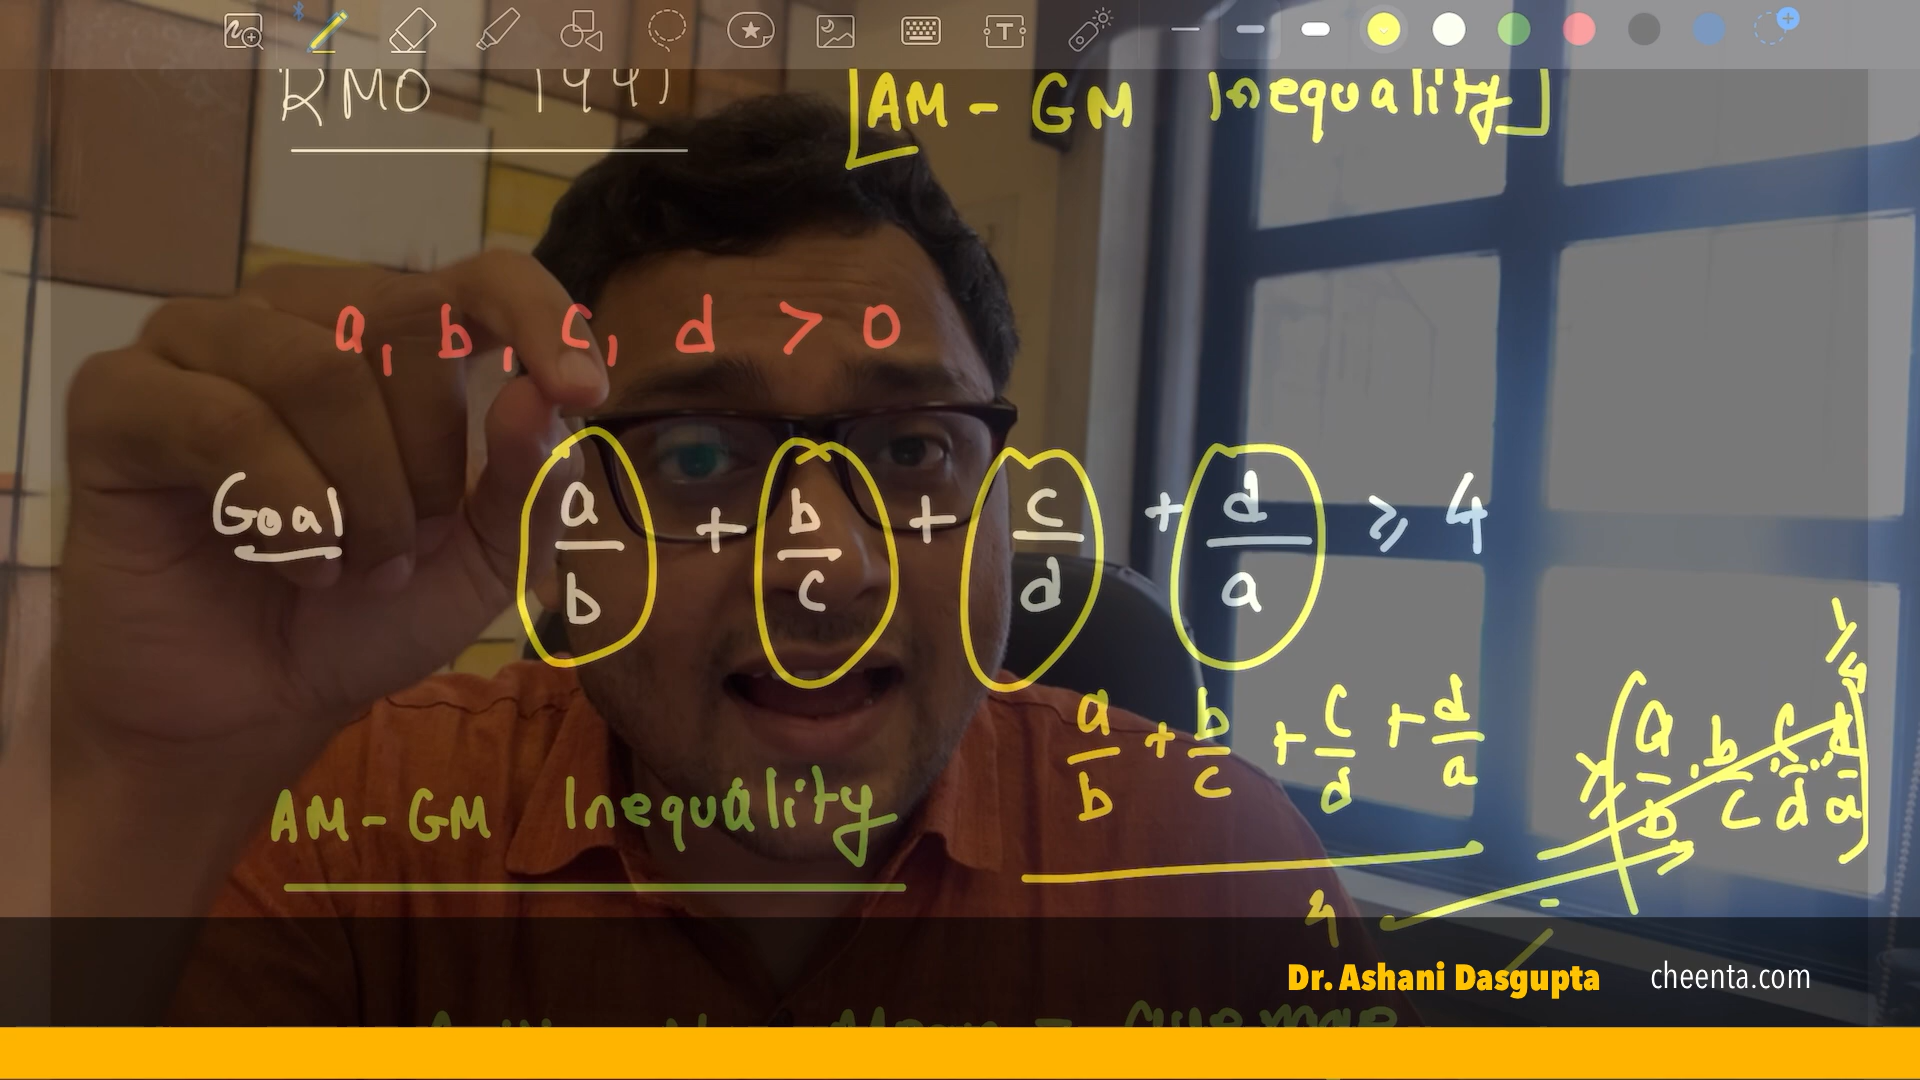 RMO 1991 [AM - GM Inequality]
a, b, c, d > 0
Goal a/b + b/c + c/d + d/a ≥ 4
a/b + b/c + c/d + d/a
4
(a/b · b/c · c/d · d/a)^1/4
AM - GM Inequality
Dr. Ashani Dasgupta cheenta.com